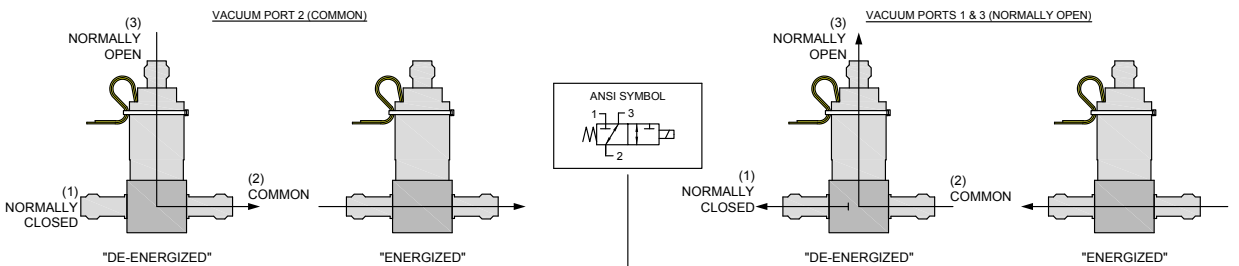 VACUUM PORT 2 (COMMON)
(3)
NORMALLY
OPEN
(1)
NORMALLY
CLOSED
(2)
COMMON
"DE-ENERGIZED"
"ENERGIZED"
ANSI SYMBOL
1
3
2
VACUUM PORTS 1 & 3 (NORMALLY OPEN)
(3)
NORMALLY
OPEN
(1)
NORMALLY
CLOSED
(2)
COMMON
"DE-ENERGIZED"
"ENERGIZED"